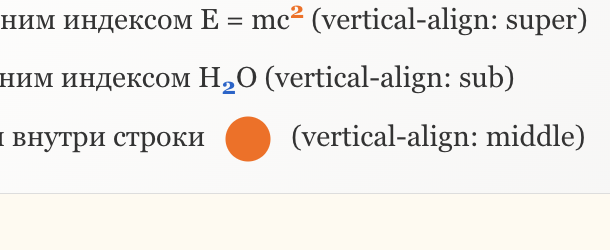 ним индексом E = mc² (vertical-align: super)
ним индексом H₂O (vertical-align: sub)
внутри строки (vertical-align: middle)